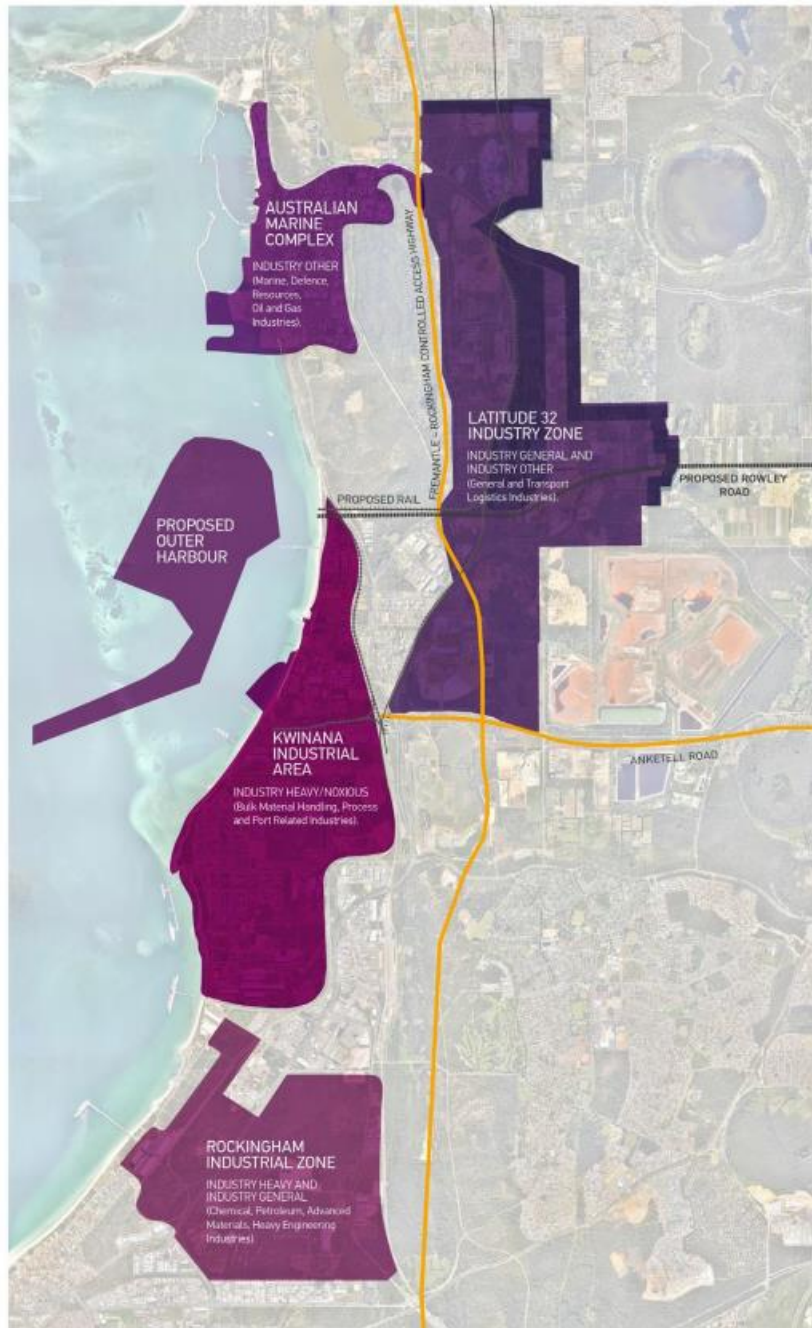 AUSTRALIAN
MARINE
COMPLEX
INDUSTRY OTHER
(Marine, Defence,
Resources,
Oil and Gas
Industries).
FREMANTLE – ROCKINGHAM CONTROLLED ACCESS HIGHWAY
LATITUDE 32
INDUSTRY ZONE
INDUSTRY GENERAL AND
INDUSTRY OTHER
(General and Transport
Logistics Industries).
PROPOSED RAIL
PROPOSED ROWLEY
ROAD
PROPOSED
OUTER
HARBOUR
KWINANA
INDUSTRIAL
AREA
INDUSTRY HEAVY/NOXIOUS
(Bulk Material Handling, Process
and Port Related Industries).
ANKETELL ROAD
ROCKINGHAM
INDUSTRIAL ZONE
INDUSTRY HEAVY AND
INDUSTRY GENERAL
(Chemical, Petroleum, Advanced
Materials, Heavy Engineering
Industries)